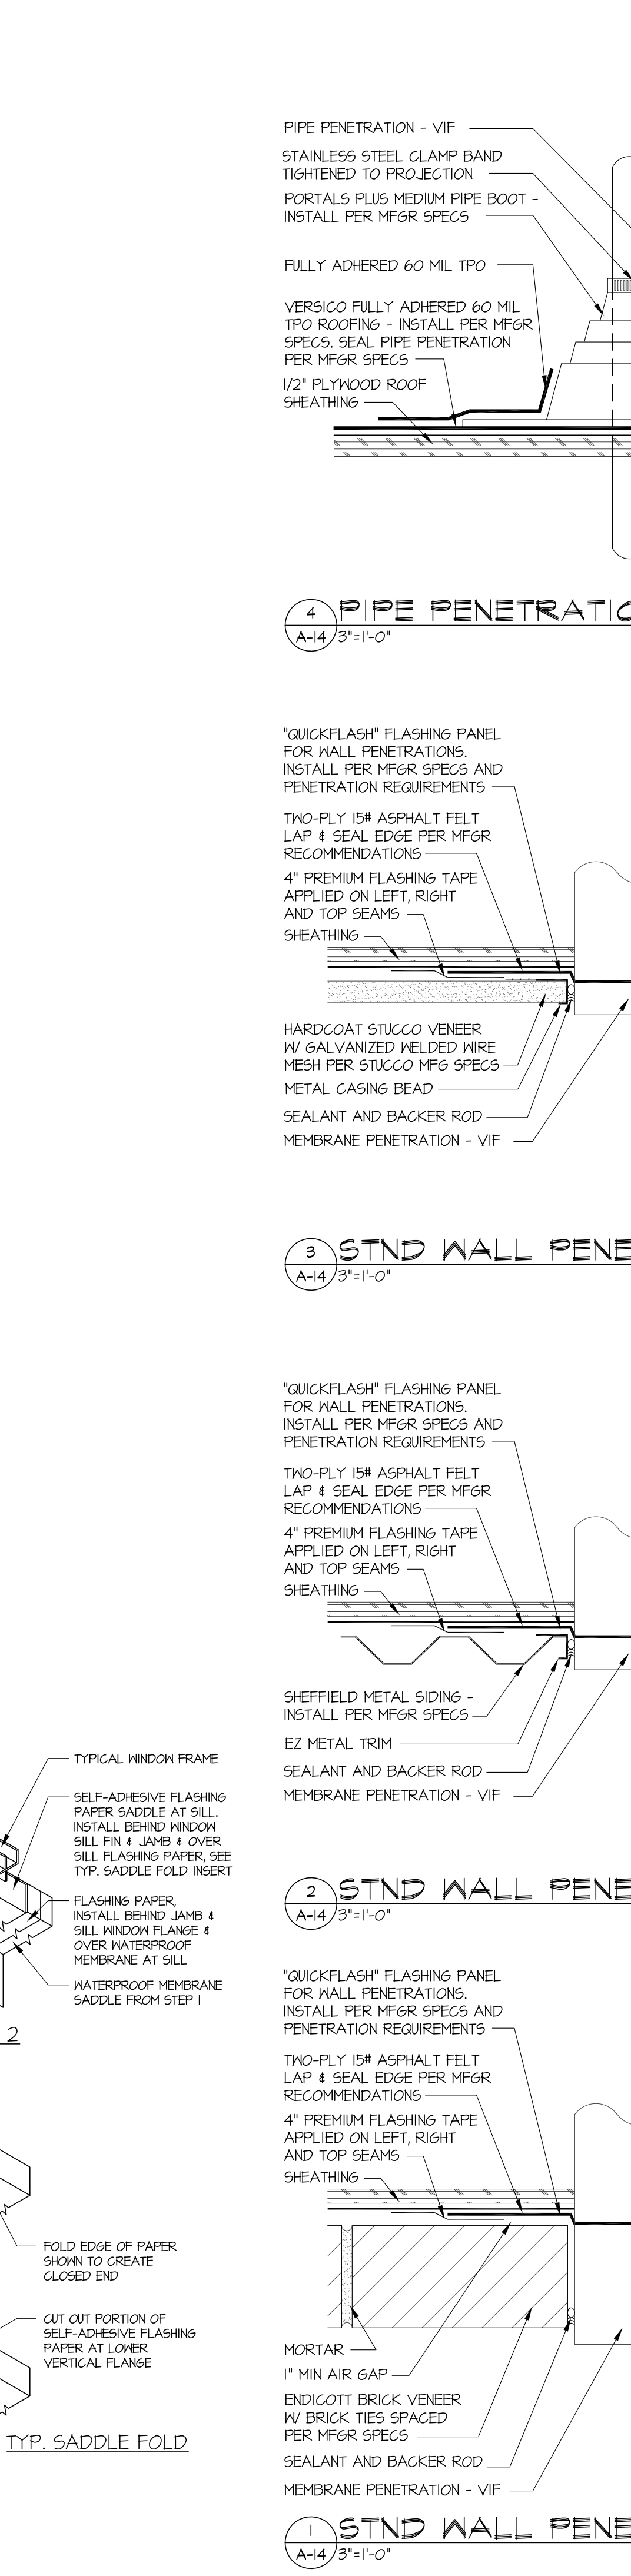 PIPE PENETRATION - VIF
STAINLESS STEEL CLAMP BAND
TIGHTENED TO PROJECTION
PORTALS PLUS MEDIUM PIPE BOOT -
INSTALL PER MFGR SPECS
FULLY ADHERED 60 MIL TPO
VERSICO FULLY ADHERED 60 MIL
TPO ROOFING - INSTALL PER MFGR
SPECS. SEAL PIPE PENETRATION
PER MFGR SPECS
1/2" PLYWOOD ROOF
SHEATHING
4
A-14
PIPE PENETRATIO
3"=1'-0"
"QUICKFLASH" FLASHING PANEL
FOR WALL PENETRATIONS.
INSTALL PER MFGR SPECS AND
PENETRATION REQUIREMENTS
TWO-PLY 15# ASPHALT FELT
LAP & SEAL EDGE PER MFGR
RECOMMENDATIONS
4" PREMIUM FLASHING TAPE
APPLIED ON LEFT, RIGHT
AND TOP SEAMS
SHEATHING
HARDCOAT STUCCO VENEER
W/ GALVANIZED WELDED WIRE
MESH PER STUCCO MFG SPECS
METAL CASING BEAD
SEALANT AND BACKER ROD
MEMBRANE PENETRATION - VIF
3
A-14
STND WALL PENE
3"=1'-0"
"QUICKFLASH" FLASHING PANEL
FOR WALL PENETRATIONS.
INSTALL PER MFGR SPECS AND
PENETRATION REQUIREMENTS
TWO-PLY 15# ASPHALT FELT
LAP & SEAL EDGE PER MFGR
RECOMMENDATIONS
4" PREMIUM FLASHING TAPE
APPLIED ON LEFT, RIGHT
AND TOP SEAMS
SHEATHING
SHEFFIELD METAL SIDING -
INSTALL PER MFGR SPECS
EZ METAL TRIM
SEALANT AND BACKER ROD
MEMBRANE PENETRATION - VIF
2
A-14
STND WALL PENE
3"=1'-0"
TYPICAL WINDOW FRAME
SELF-ADHESIVE FLASHING
PAPER SADDLE AT SILL.
INSTALL BEHIND WINDOW
SILL FIN & JAMB & OVER
SILL FLASHING PAPER, SEE
TYP. SADDLE FOLD INSERT
FLASHING PAPER,
INSTALL BEHIND JAMB &
SILL WINDOW FLANGE &
OVER WATERPROOF
MEMBRANE AT SILL
WATERPROOF MEMBRANE
SADDLE FROM STEP 1
2
FOLD EDGE OF PAPER
SHOWN TO CREATE
CLOSED END
CUT OUT PORTION OF
SELF-ADHESIVE FLASHING
PAPER AT LOWER
VERTICAL FLANGE
TYP. SADDLE FOLD
"QUICKFLASH" FLASHING PANEL
FOR WALL PENETRATIONS.
INSTALL PER MFGR SPECS AND
PENETRATION REQUIREMENTS
TWO-PLY 15# ASPHALT FELT
LAP & SEAL EDGE PER MFGR
RECOMMENDATIONS
4" PREMIUM FLASHING TAPE
APPLIED ON LEFT, RIGHT
AND TOP SEAMS
SHEATHING
MORTAR
1" MIN AIR GAP
ENDICOTT BRICK VENEER
W/ BRICK TIES SPACED
PER MFGR SPECS
SEALANT AND BACKER ROD
MEMBRANE PENETRATION - VIF
1
A-14
STND WALL PENE
3"=1'-0"